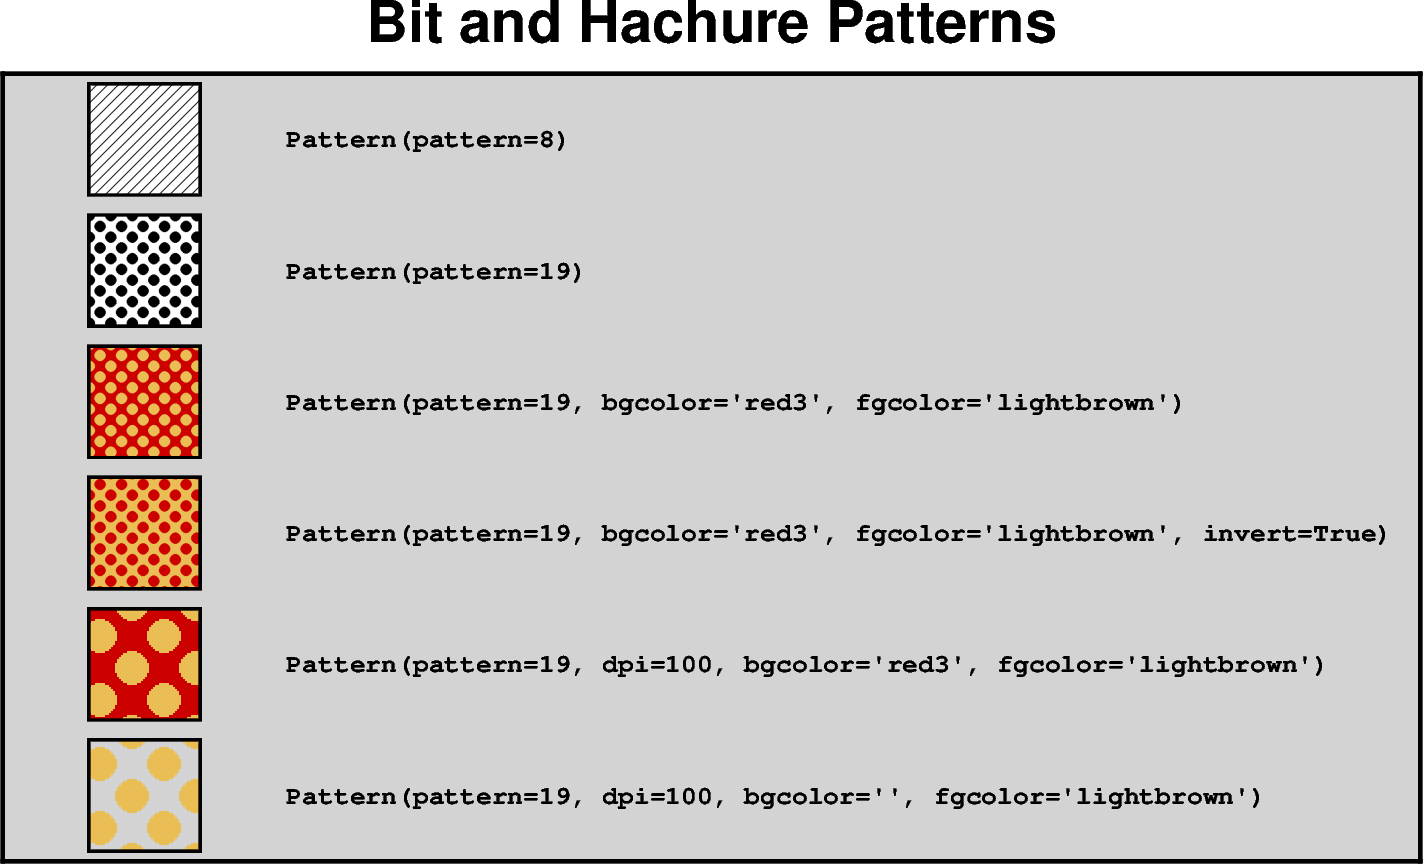 Bit and Hachure Patterns
Pattern(pattern=8)
Pattern(pattern=19)
Pattern(pattern=19, bgcolor='red3', fgcolor='lightbrown')
Pattern(pattern=19, bgcolor='red3', fgcolor='lightbrown', invert=True)
Pattern(pattern=19, dpi=100, bgcolor='red3', fgcolor='lightbrown')
Pattern(pattern=19, dpi=100, bgcolor='', fgcolor='lightbrown')